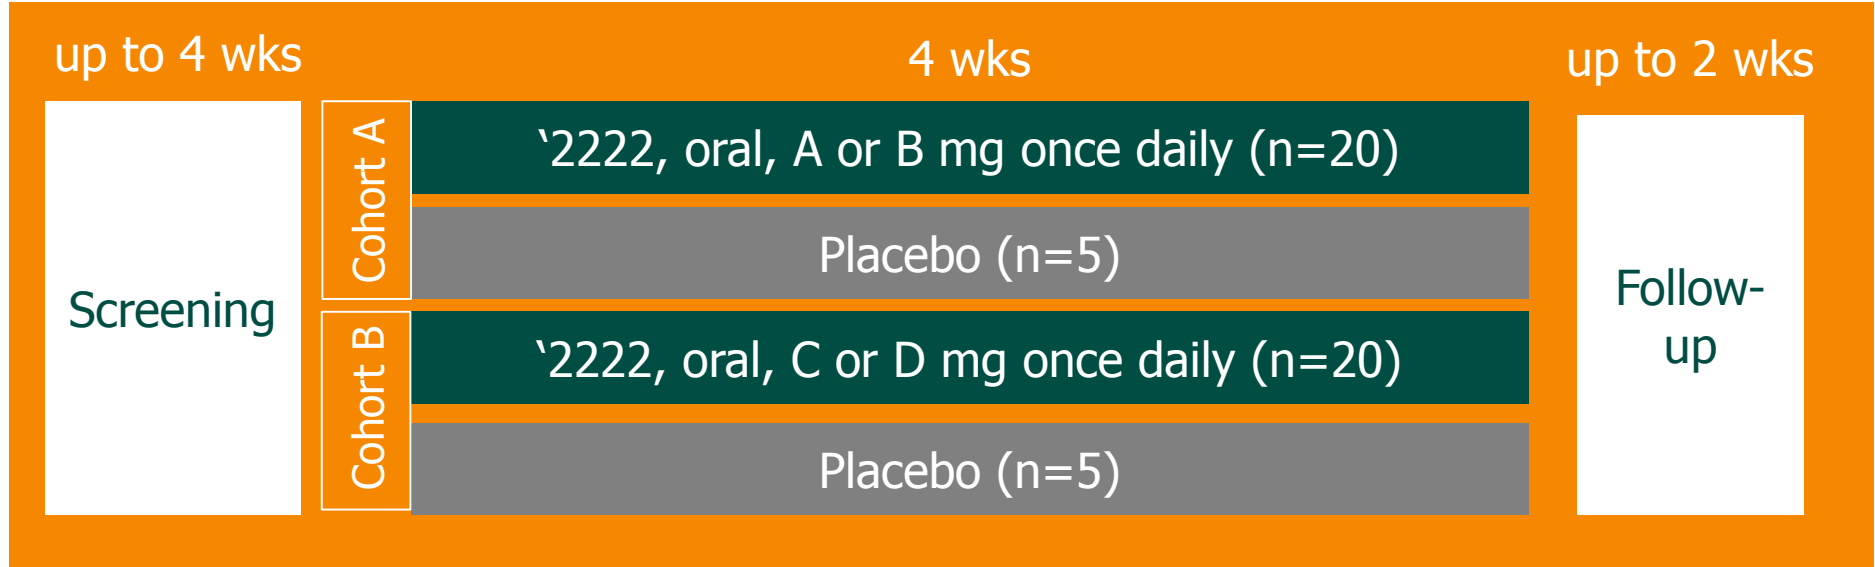 up to 4 wks
4 wks
up to 2 wks
Screening
Cohort A
‘2222, oral, A or B mg once daily (n=20)
Placebo (n=5)
Cohort B
‘2222, oral, C or D mg once daily (n=20)
Placebo (n=5)
Follow-
up